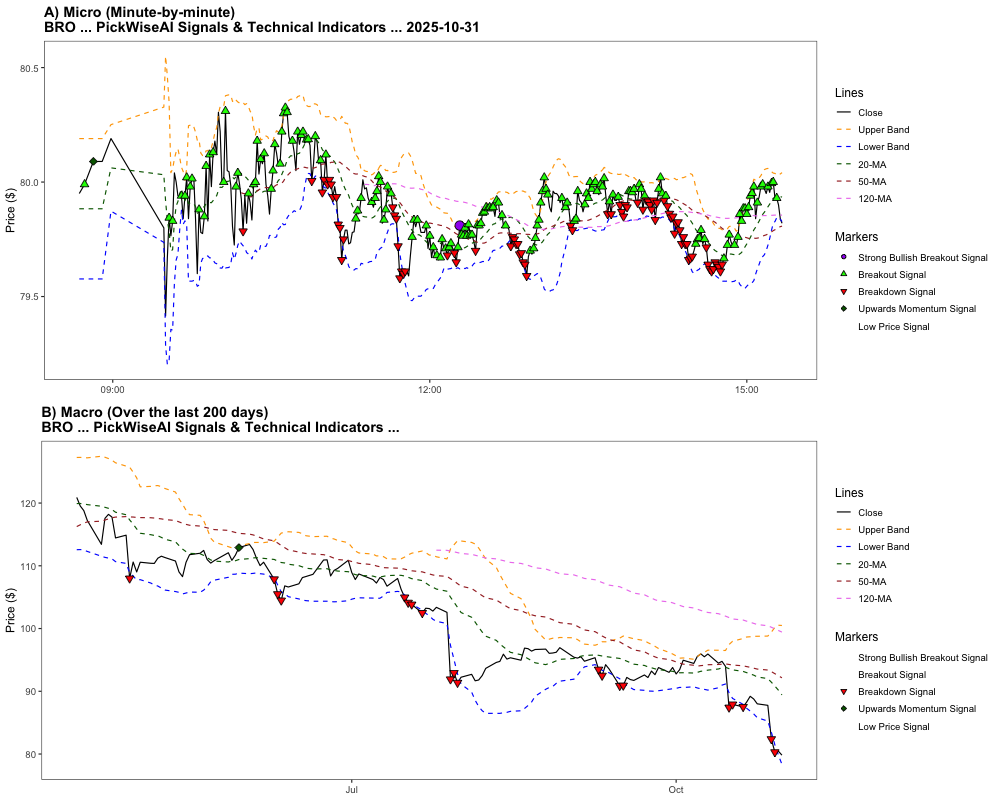 A) Micro (Minute-by-minute)
BRO ... PickWiseAI Signals & Technical Indicators ... 2025-10-31
80.5
80.0
79.5
Price ($)
09:00
12:00
15:00
Lines
Close
Upper Band
Lower Band
20-MA
50-MA
120-MA
Markers
Strong Bullish Breakout Signal
Breakout Signal
Breakdown Signal
Upwards Momentum Signal
Low Price Signal
B) Macro (Over the last 200 days)
BRO ... PickWiseAI Signals & Technical Indicators ...
120
110
100
90
80
Price ($)
Jul
Oct
Lines
Close
Upper Band
Lower Band
20-MA
50-MA
120-MA
Markers
Strong Bullish Breakout Signal
Breakout Signal
Breakdown Signal
Upwards Momentum Signal
Low Price Signal